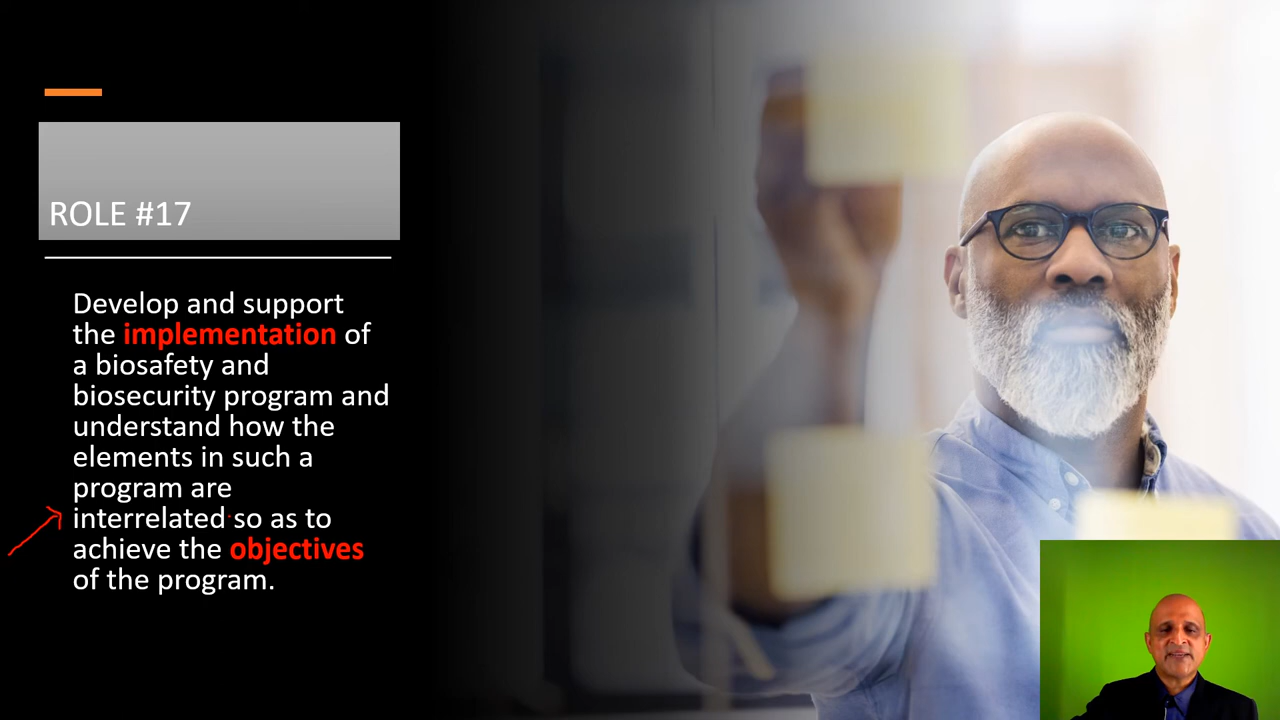 ROLE #17
Develop and support
the implementation of
a biosafety and
biosecurity program and
understand how the
elements in such a
program are
interrelated so as to
achieve the objectives
of the program.